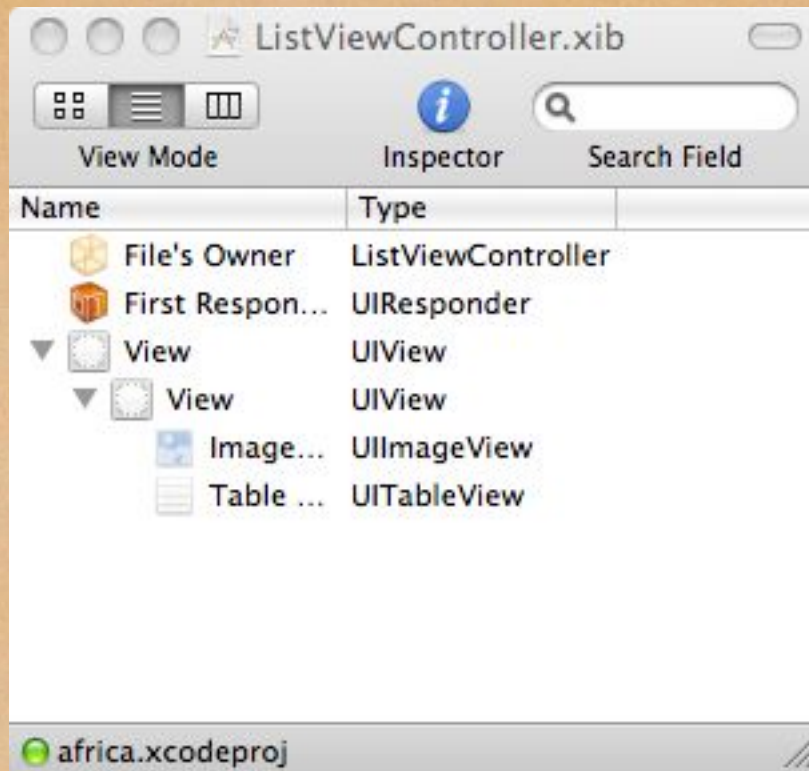 ListViewController.xib
View Mode Inspector Search Field
Name Type
File's Owner ListViewController
First Respon... UIResponder
View UIView
View UIView
Image... UIImageView
Table ... UITableView
africa.xcodeproj